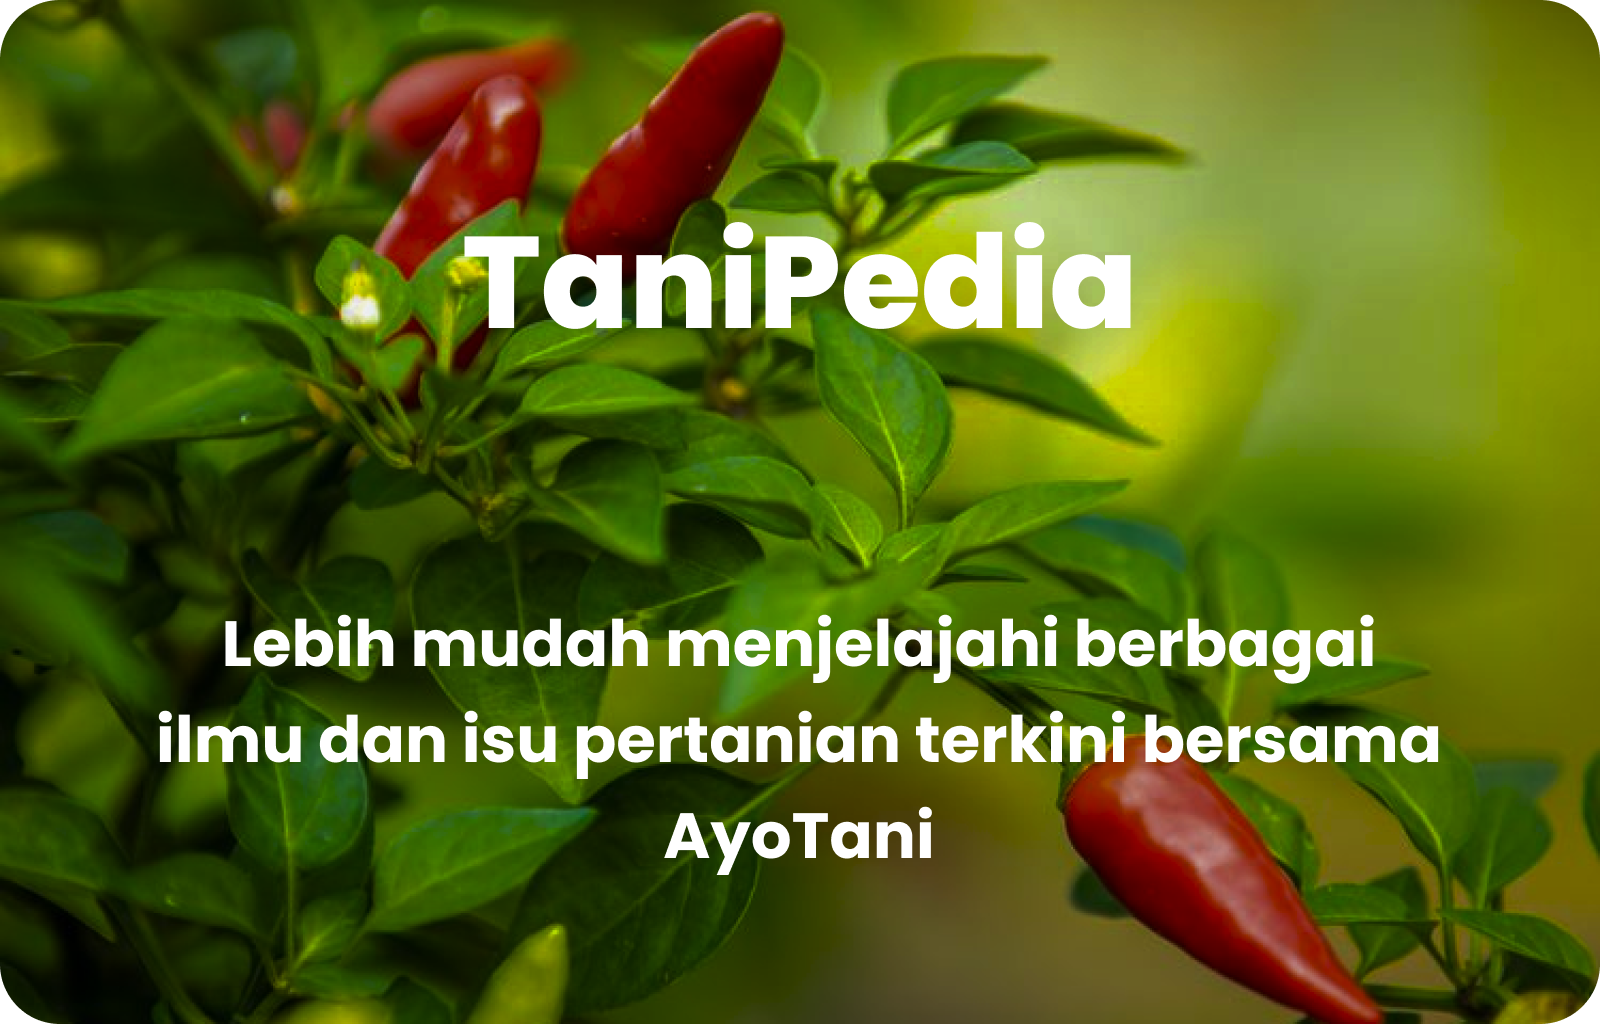 TaniPedia
Lebih mudah menjelajahi berbagai
ilmu dan isu pertanian terkini bersama
AyoTani